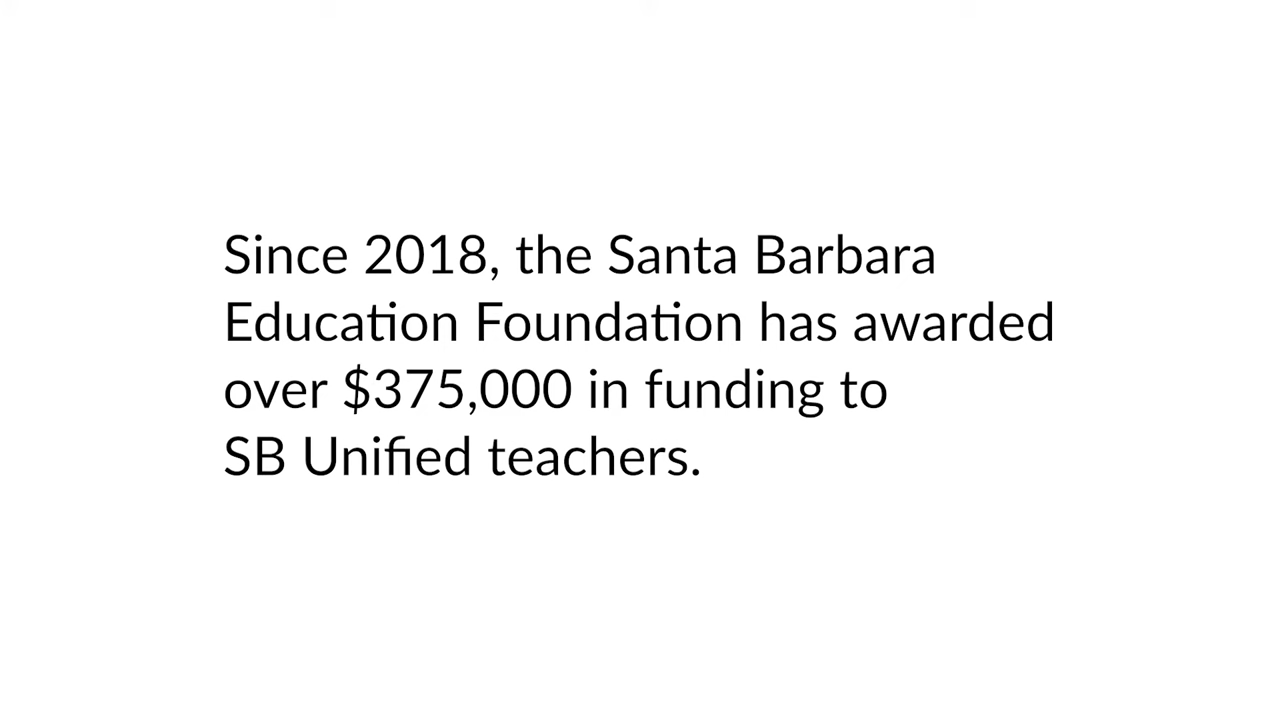 Since 2018, the Santa Barbara
Education Foundation has awarded
over $375,000 in funding to
SB Unified teachers.